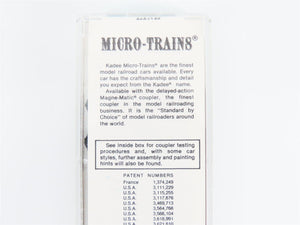 MICRO-TRAINS®
Kadee Micro-Trains® are the finest
model railroad cars available. Every
car has the craftsmanship and detail
you expect from the Kadee® name.
Available with the delayed-action
Magne-Matic® coupler, the finest
coupler in the model railroading
business. It is the "Standard by
Choice" of model railroaders around
the world.
See inside box for coupler testing
procedures and, with some car
styles, further assembly and painting
hints will also be found.
PATENT NUMBERS
France 1,374,249
U.S.A. 3,111,229
U.S.A. 3,115,255
U.S.A. 3,117,676
U.S.A. 3,469,713
U.S.A. 3,564,766
U.S.A. 3,568,104
U.S.A. 3,618,991
U.S.A.